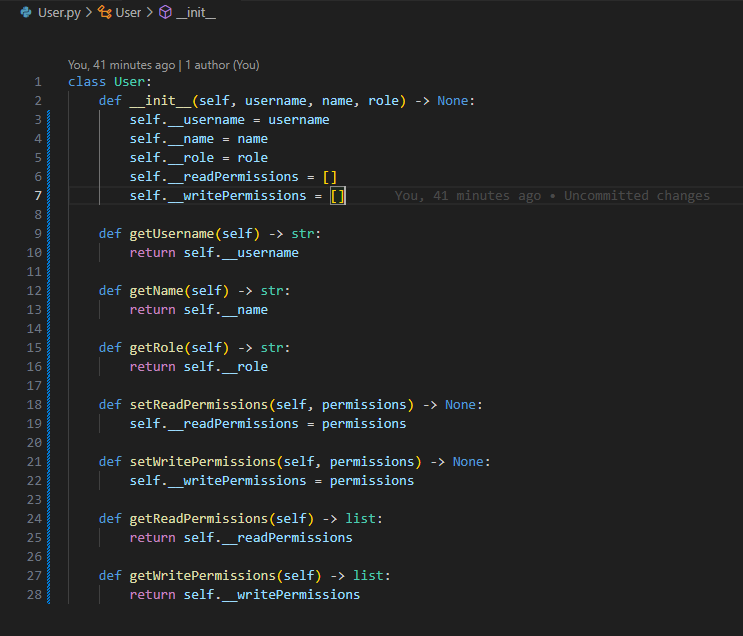 User.py > User > __init__
You, 41 minutes ago | 1 author (You)
1 class User:
2     def __init__(self, username, name, role) -> None:
3         self.__username = username
4         self.__name = name
5         self.__role = role
6         self.__readPermissions = []
7         self.__writePermissions = []      You, 41 minutes ago • Uncommitted changes
8
9     def getUsername(self) -> str:
10         return self.__username
11
12     def getName(self) -> str:
13         return self.__name
14
15     def getRole(self) -> str:
16         return self.__role
17
18     def setReadPermissions(self, permissions) -> None:
19         self.__readPermissions = permissions
20
21     def setWritePermissions(self, permissions) -> None:
22         self.__writePermissions = permissions
23
24     def getReadPermissions(self) -> list:
25         return self.__readPermissions
26
27     def getWritePermissions(self) -> list:
28         return self.__writePermissions